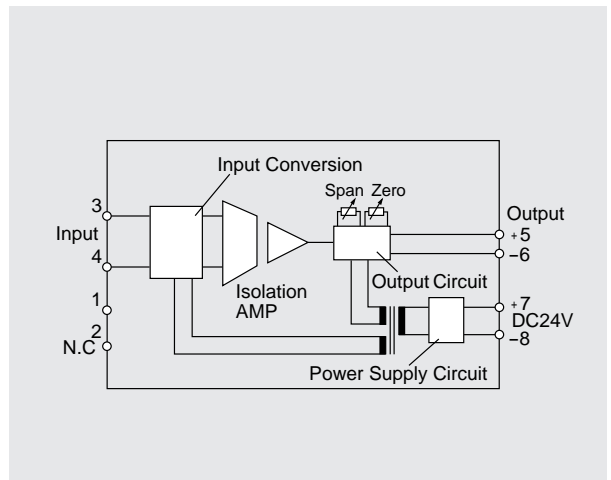 Input Conversion
Span Zero
3
Input
4
1
2
N.C
Isolation
AMP
Output
+5
−6
Output Circuit
+7
DC24V
−8
Power Supply Circuit